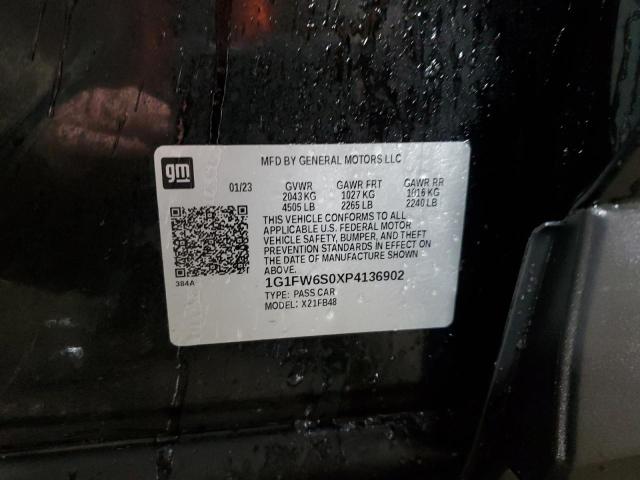 gm
MFD BY GENERAL MOTORS LLC
01/23 GVWR GAWR FRT GAWR RR
2043 KG 1027 KG 1016 KG
4505 LB 2265 LB 2240 LB
THIS VEHICLE CONFORMS TO ALL
APPLICABLE U.S. FEDERAL MOTOR
VEHICLE SAFETY, BUMPER, AND THEFT
PREVENTION STANDARDS IN EFFECT ON
THE DATE OF MANUFACTURE SHOWN
ABOVE.
384A
1G1FW6S0XP4136902
TYPE: PASS CAR
MODEL: X21FB48